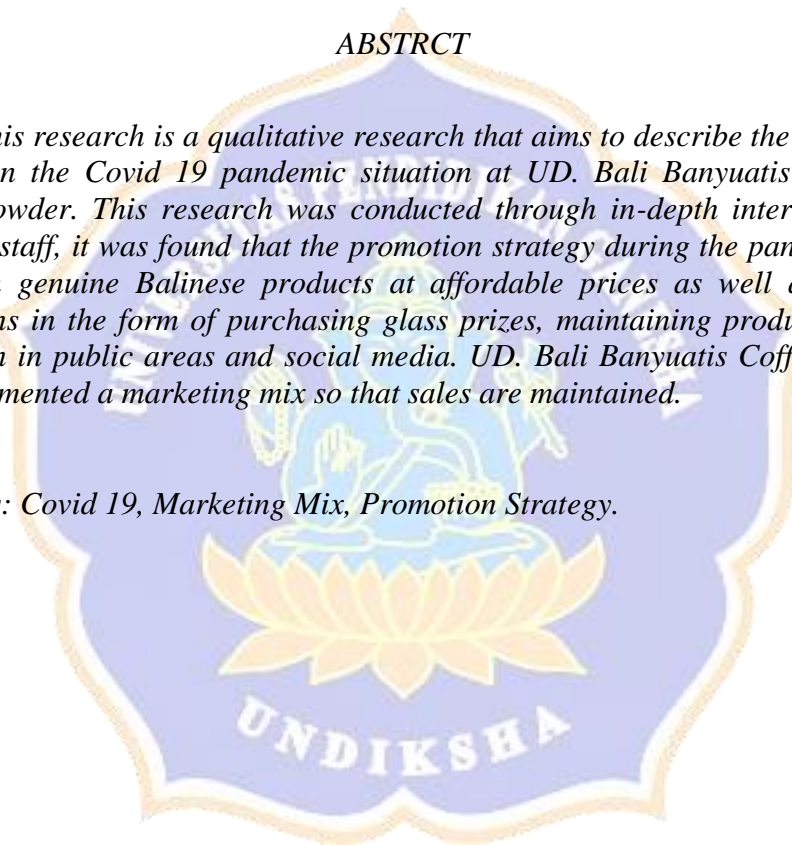 ABSTRCT
his research is a qualitative research that aims to describe the
n the Covid 19 pandemic situation at UD. Bali Banyuatis
owder. This research was conducted through in-depth inter
staff, it was found that the promotion strategy during the pan
genuine Balinese products at affordable prices as well
ns in the form of purchasing glass prizes, maintaining produ
n in public areas and social media. UD. Bali Banyuatis Coff
mented a marketing mix so that sales are maintained.
: Covid 19, Marketing Mix, Promotion Strategy.
UNIVERSITAS PENDIDIKAN GANESHA
UNDIKSHA